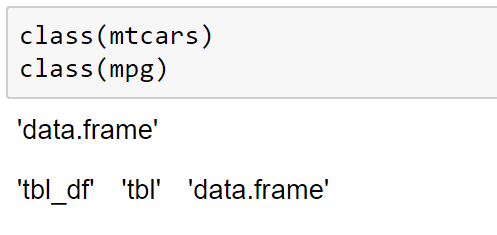 class(mtcars)
class(mpg)
'data.frame'
'tbl_df' 'tbl' 'data.frame'